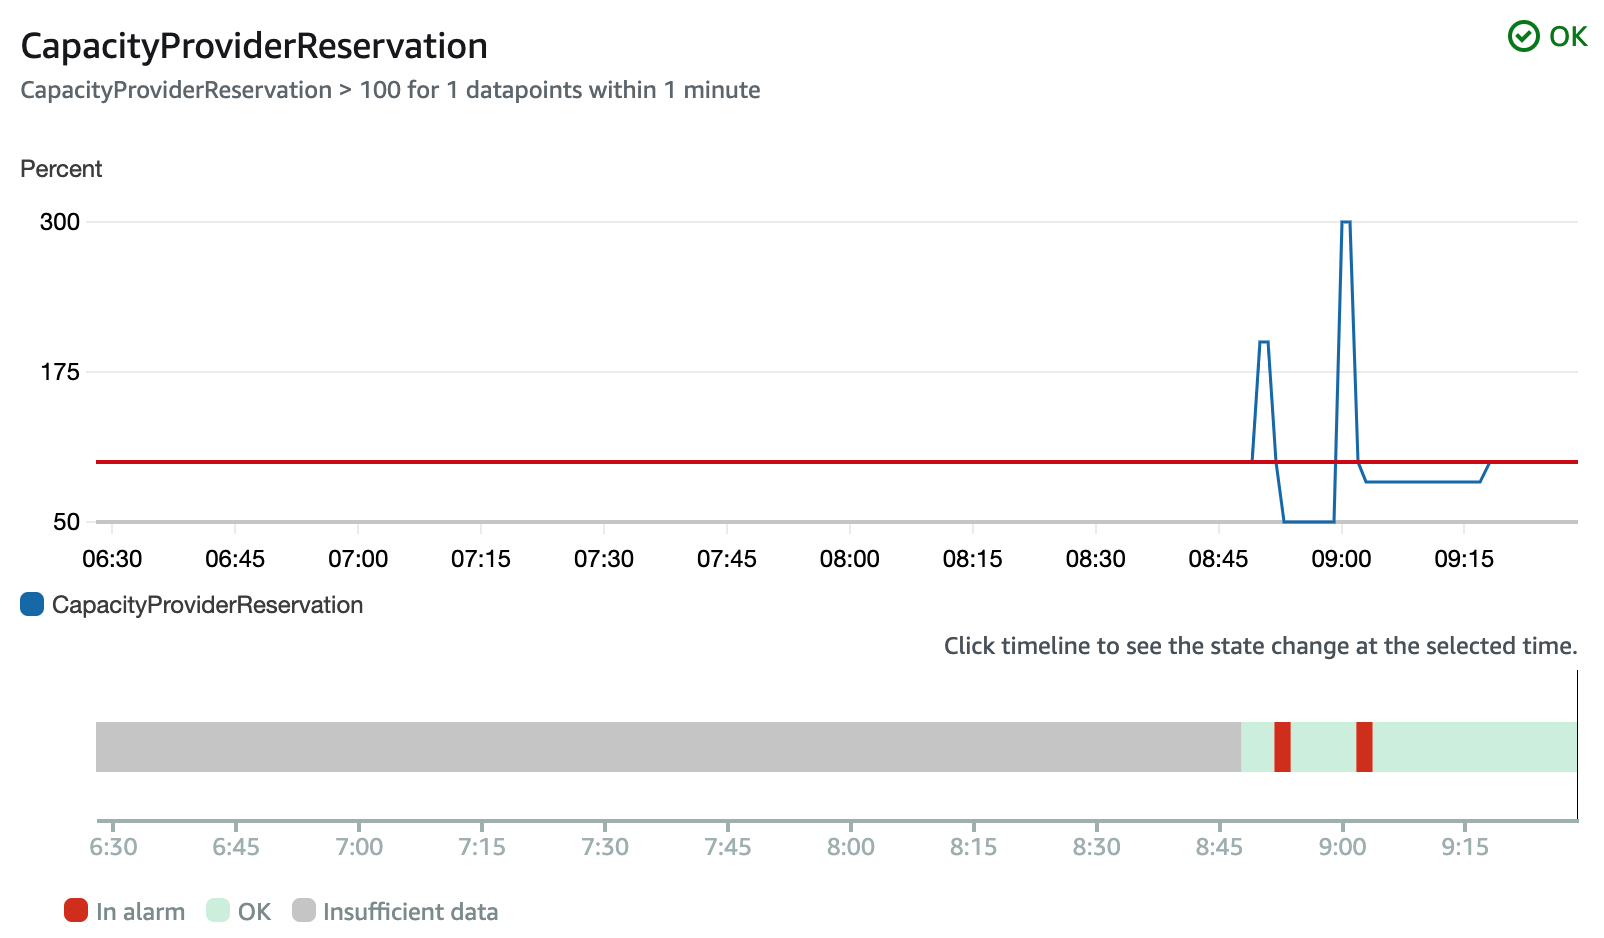 CapacityProviderReservation
OK
CapacityProviderReservation > 100 for 1 datapoints within 1 minute
Percent
300
175
50
06:30 06:45 07:00 07:15 07:30 07:45 08:00 08:15 08:30 08:45 09:00 09:15
CapacityProviderReservation
Click timeline to see the state change at the selected time.
6:30 6:45 7:00 7:15 7:30 7:45 8:00 8:15 8:30 8:45 9:00 9:15
In alarm OK Insufficient data